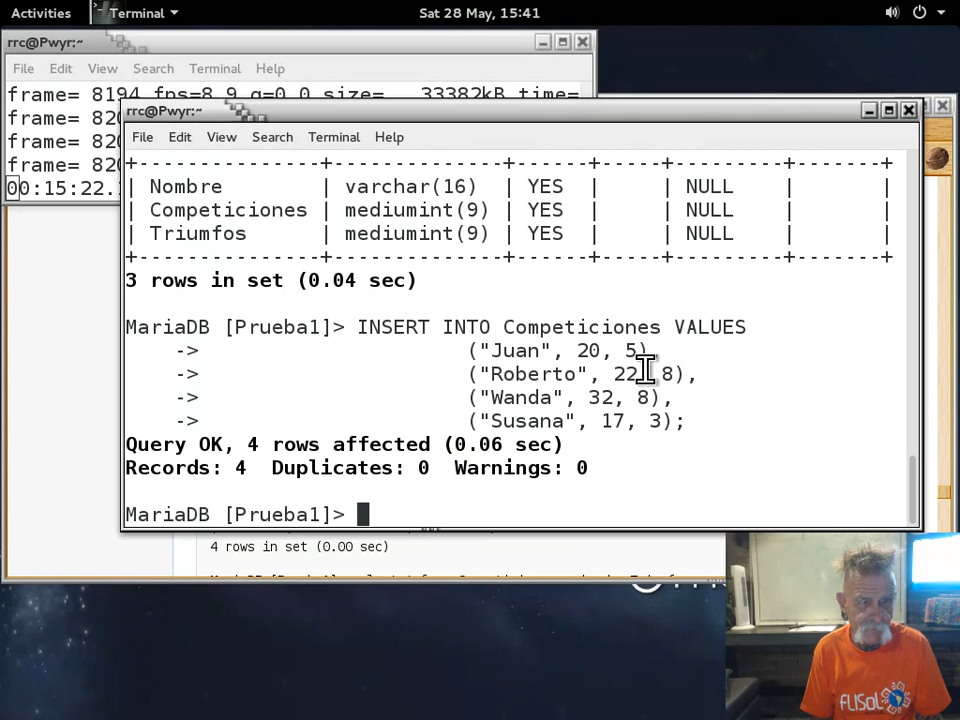 Activities Terminal Sat 28 May, 15:41
rrc@Pwyr:~
File Edit View Search Terminal Help
frame= 8194 fps=8.9 q=0.0 size= 33382kB time=
frame= 820
frame= 820
frame= 820
00:15:22.
rrc@Pwyr:~
File Edit View Search Terminal Help
+---------------+--------------+------+-----+---------+-------+
| Nombre | varchar(16) | YES | | NULL | |
| Competiciones | mediumint(9) | YES | | NULL | |
| Triumfos | mediumint(9) | YES | | NULL | |
+---------------+--------------+------+-----+---------+-------+
3 rows in set (0.04 sec)
MariaDB [Prueba1]> INSERT INTO Competiciones VALUES
-> ("Juan", 20, 5),
-> ("Roberto", 22, 8),
-> ("Wanda", 32, 8),
-> ("Susana", 17, 3);
Query OK, 4 rows affected (0.06 sec)
Records: 4 Duplicates: 0 Warnings: 0
MariaDB [Prueba1]>
4 rows in set (0.00 sec)
FLISoL